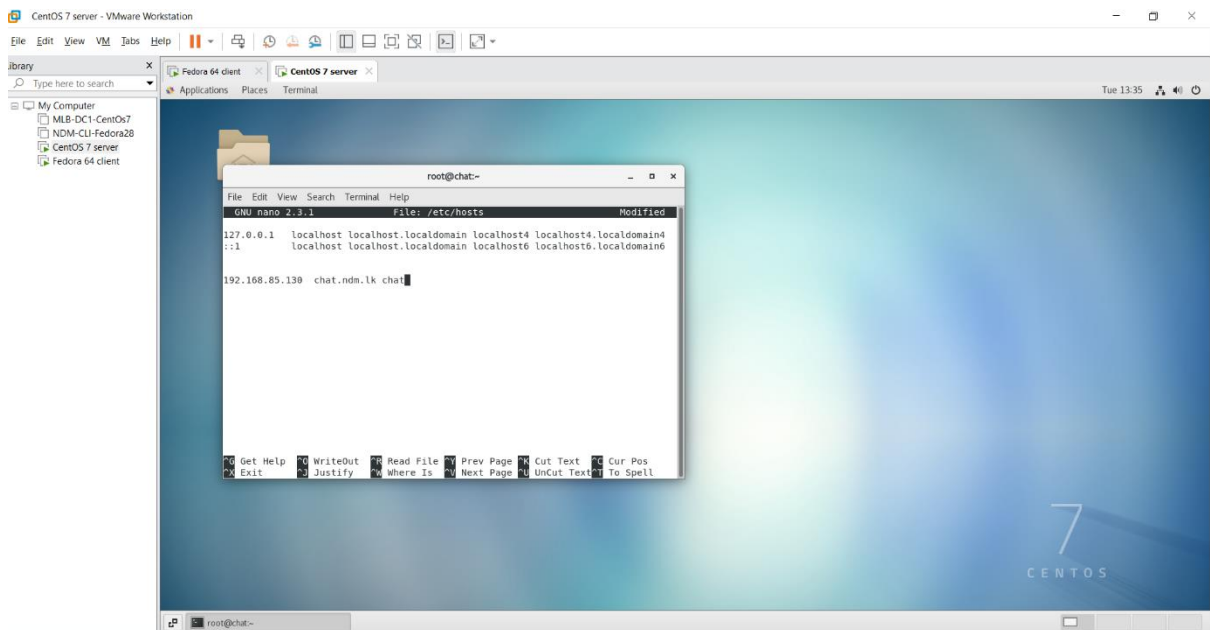 CentOS 7 server - VMware Workstation
File Edit View VM Tabs Help
Library
Type here to search
My Computer
MLB-DC1-CentOs7
NDM-CLI-Fedora28
CentOS 7 server
Fedora 64 client
Fedora 64 client
CentOS 7 server
Applications Places Terminal
Tue 13:35
root@chat:~
File Edit View Search Terminal Help
GNU nano 2.3.1 File: /etc/hosts Modified
127.0.0.1 localhost localhost.localdomain localhost4 localhost4.localdomain4
::1 localhost localhost.localdomain localhost6 localhost6.localdomain6
192.168.85.130 chat.ndm.lk chat
^G Get Help ^O WriteOut ^R Read File ^Y Prev Page ^K Cut Text ^C Cur Pos
^X Exit ^J Justify ^W Where Is ^V Next Page ^U UnCut Text ^T To Spell
7
CENTOS
root@chat:~